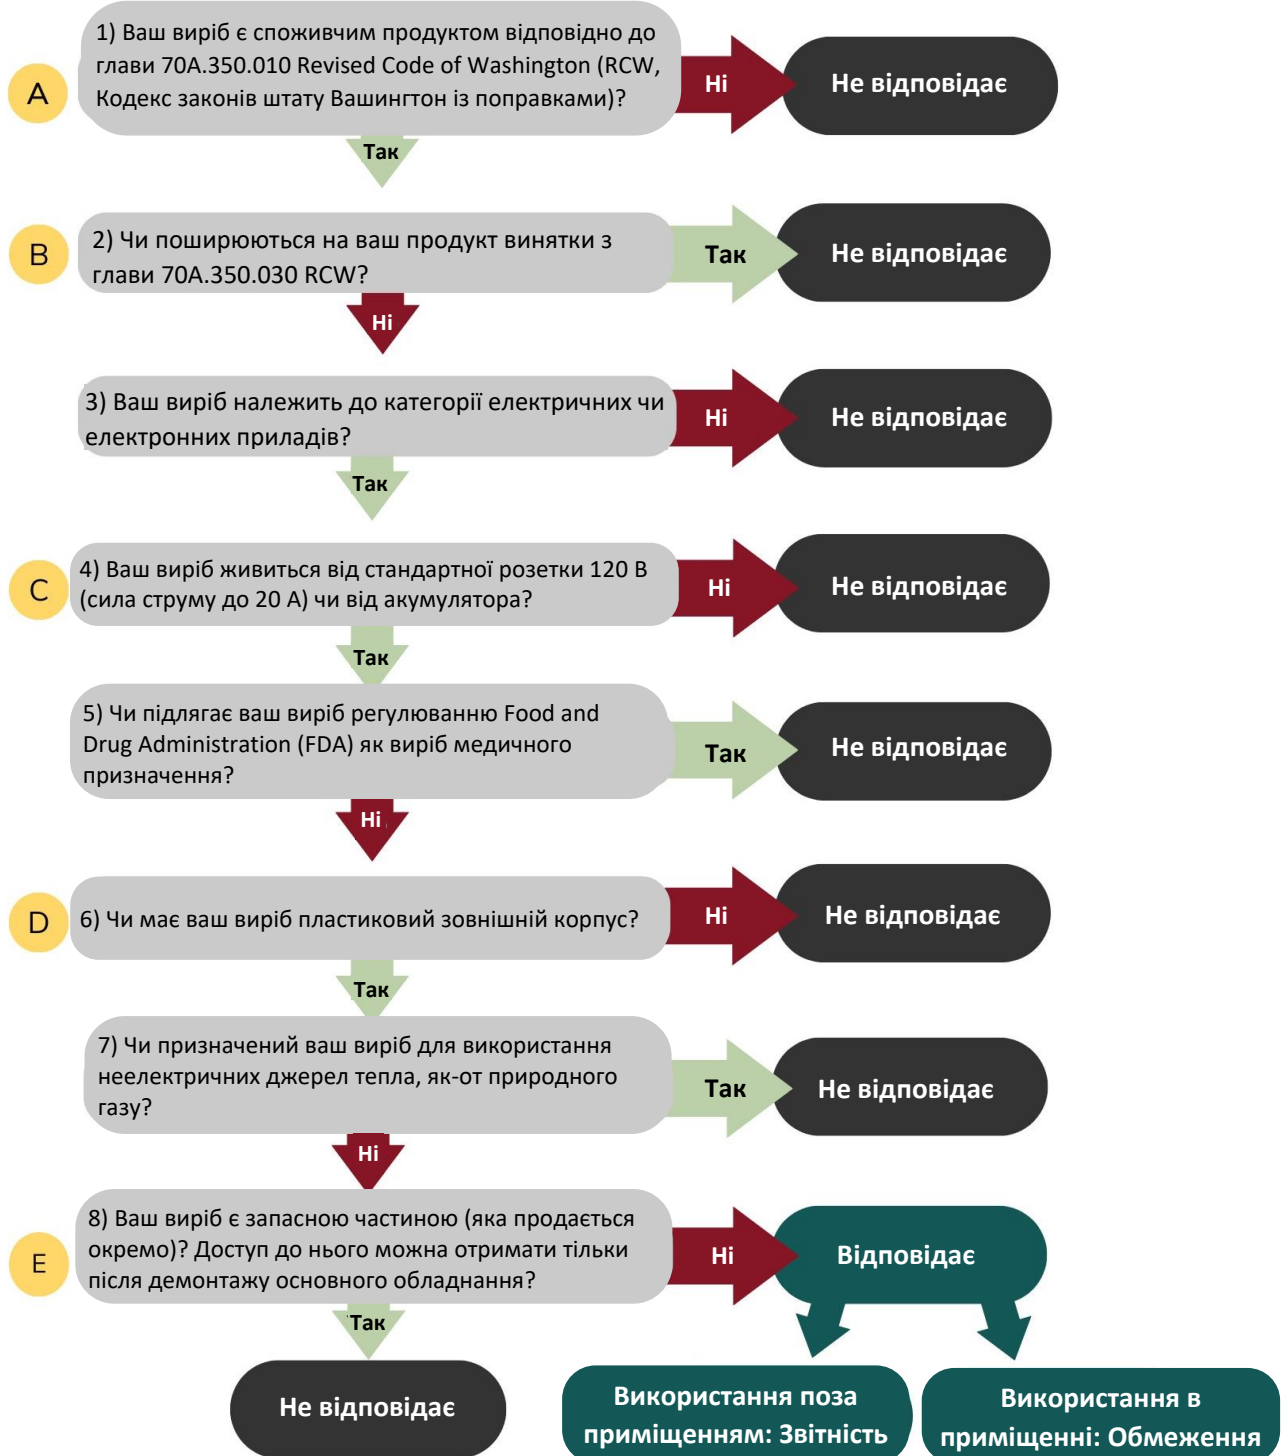 A
1) Ваш виріб є споживчим продуктом відповідно до
глави 70A.350.010 Revised Code of Washington (RCW,
Кодекс законів штату Вашингтон із поправками)?
Ні
Не відповідає
Так
B
2) Чи поширюються на ваш продукт винятки з
глави 70A.350.030 RCW?
Так
Не відповідає
Ні
3) Ваш виріб належить до категорії електричних чи
електронних приладів?
Ні
Не відповідає
Так
C
4) Ваш виріб живиться від стандартної розетки 120 В
(сила струму до 20 А) чи від акумулятора?
Ні
Не відповідає
Так
5) Чи підлягає ваш виріб регулюванню Food and
Drug Administration (FDA) як виріб медичного
призначення?
Так
Не відповідає
Ні
D
6) Чи має ваш виріб пластиковий зовнішній корпус?
Ні
Не відповідає
Так
7) Чи призначений ваш виріб для використання
неелектричних джерел тепла, як-от природного
газу?
Так
Не відповідає
Ні
E
8) Ваш виріб є запасною частиною (яка продається
окремо)? Доступ до нього можна отримати тільки
після демонтажу основного обладнання?
Ні
Відповідає
Так
Не відповідає
Використання поза
приміщенням: Звітність
Використання в
приміщенні: Обмеження